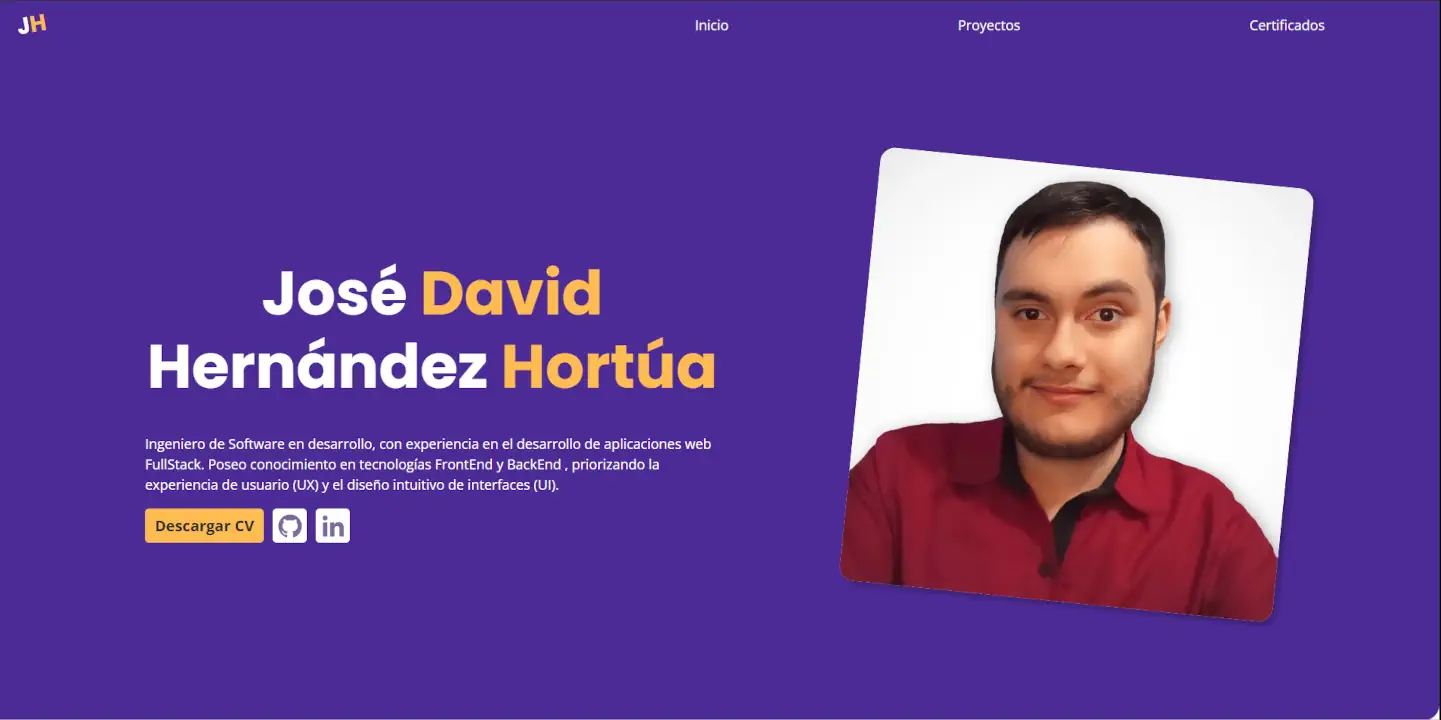 JH
Inicio
Proyectos
Certificados
José David
Hernández Hortúa
Ingeniero de Software en desarrollo, con experiencia en el desarrollo de aplicaciones web
FullStack. Poseo conocimiento en tecnologías FrontEnd y BackEnd , priorizando la
experiencia de usuario (UX) y el diseño intuitivo de interfaces (UI).
Descargar CV
in